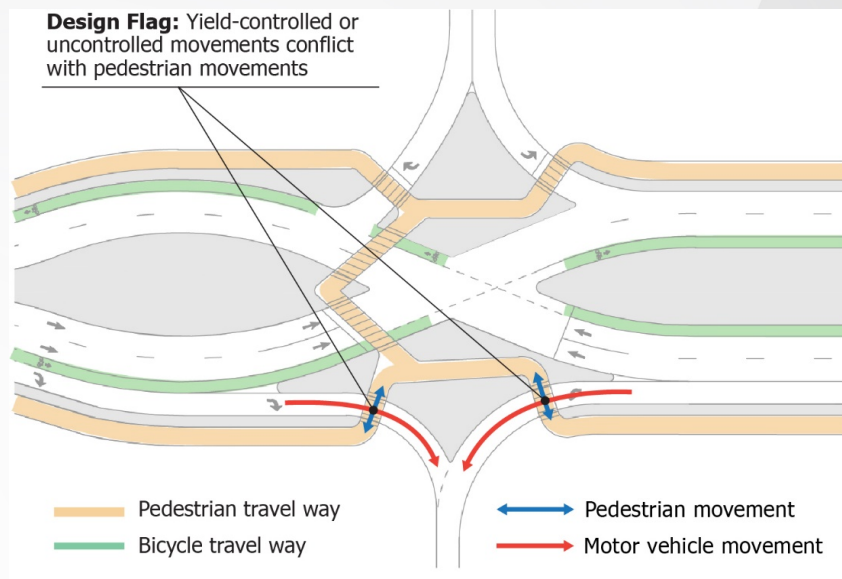 Design Flag: Yield-controlled or
uncontrolled movements conflict
with pedestrian movements
Pedestrian travel way
Bicycle travel way
Pedestrian movement
Motor vehicle movement